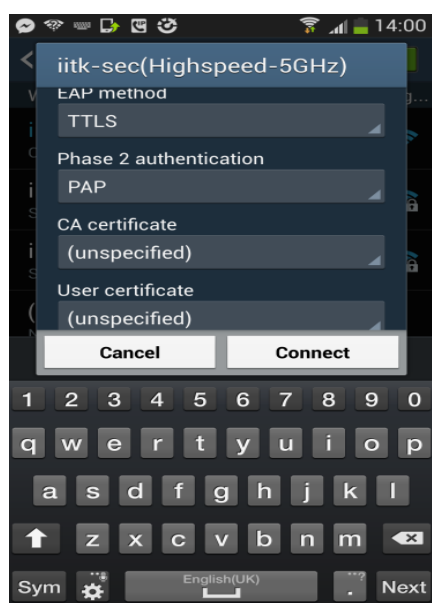 14:00
iitk-sec(Highspeed-5GHz)
EAP method
TTLS
Phase 2 authentication
PAP
CA certificate
(unspecified)
User certificate
(unspecified)
Cancel Connect
1 2 3 4 5 6 7 8 9 0
q w e r t y u i o p
a s d f g h j k l
z x c v b n m
Sym English(UK) . ...? Next